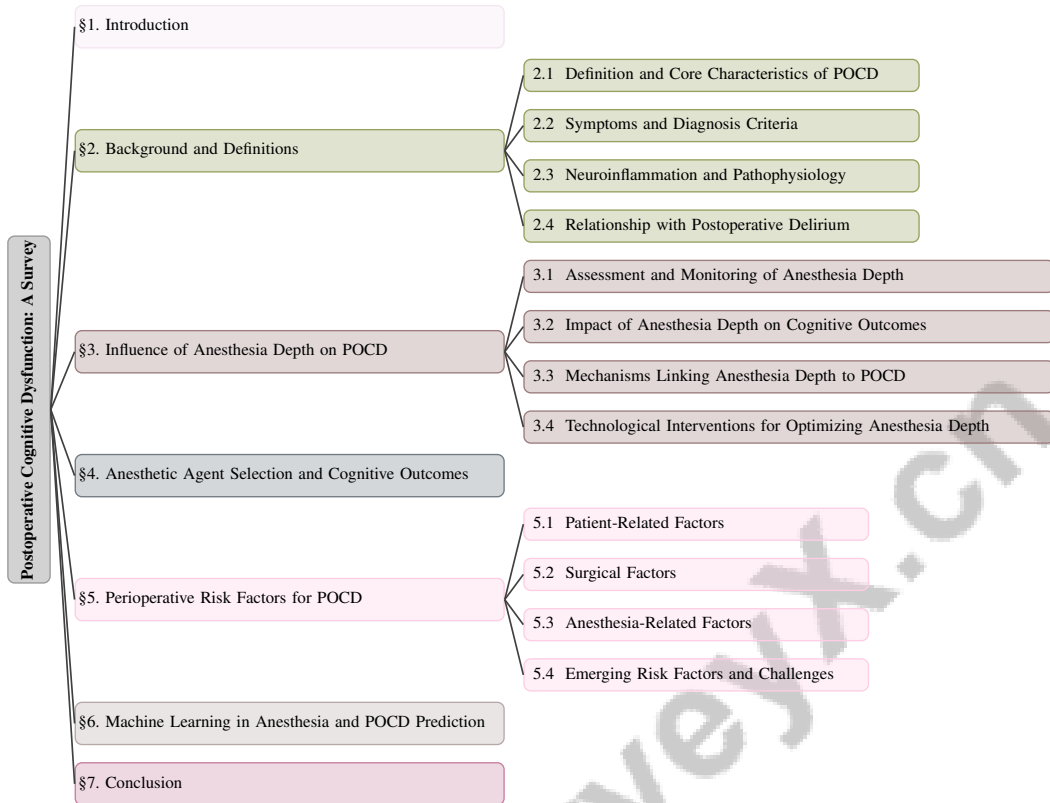 Postoperative Cognitive Dysfunction: A Survey
§1. Introduction
§2. Background and Definitions
2.1 Definition and Core Characteristics of POCD
2.2 Symptoms and Diagnosis Criteria
2.3 Neuroinflammation and Pathophysiology
2.4 Relationship with Postoperative Delirium
§3. Influence of Anesthesia Depth on POCD
3.1 Assessment and Monitoring of Anesthesia Depth
3.2 Impact of Anesthesia Depth on Cognitive Outcomes
3.3 Mechanisms Linking Anesthesia Depth to POCD
3.4 Technological Interventions for Optimizing Anesthesia Depth
§4. Anesthetic Agent Selection and Cognitive Outcomes
§5. Perioperative Risk Factors for POCD
5.1 Patient-Related Factors
5.2 Surgical Factors
5.3 Anesthesia-Related Factors
5.4 Emerging Risk Factors and Challenges
§6. Machine Learning in Anesthesia and POCD Prediction
§7. Conclusion
veyx.cn